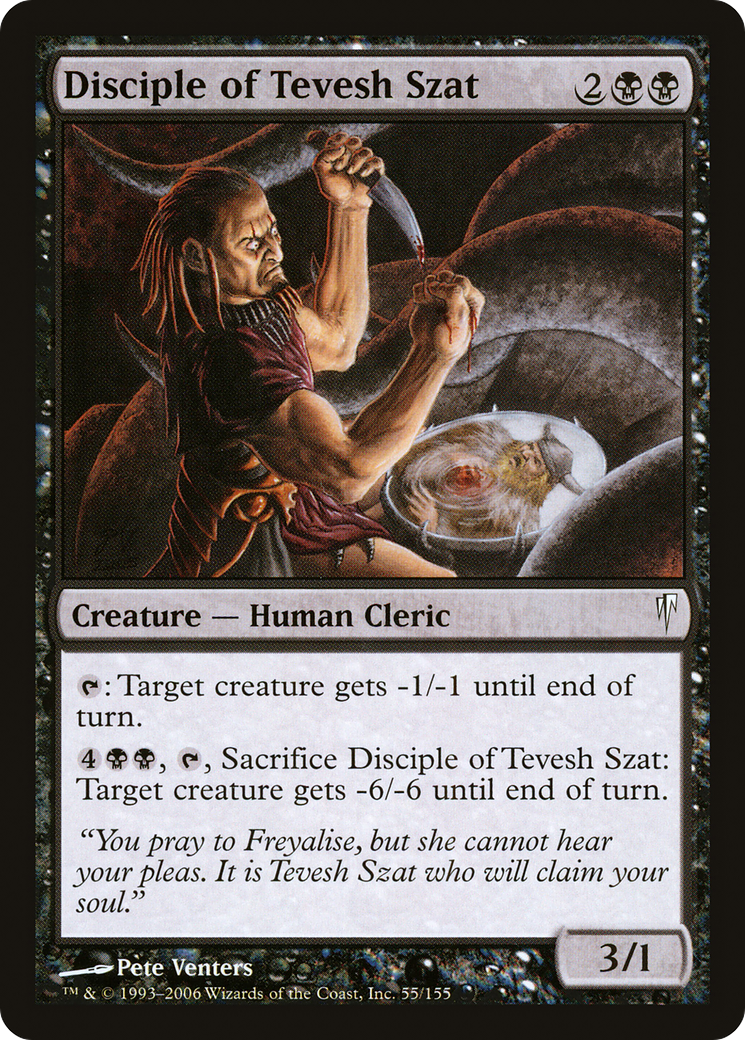 Disciple of Tevesh Szat 2
Creature — Human Cleric
: Target creature gets -1/-1 until end of
turn.
4, , Sacrifice Disciple of Tevesh Szat:
Target creature gets -6/-6 until end of turn.
“You pray to Freyalise, but she cannot hear
your pleas. It is Tevesh Szat who will claim your
soul.”
3/1
Pete Venters
™ & © 1993–2006 Wizards of the Coast, Inc. 55/155